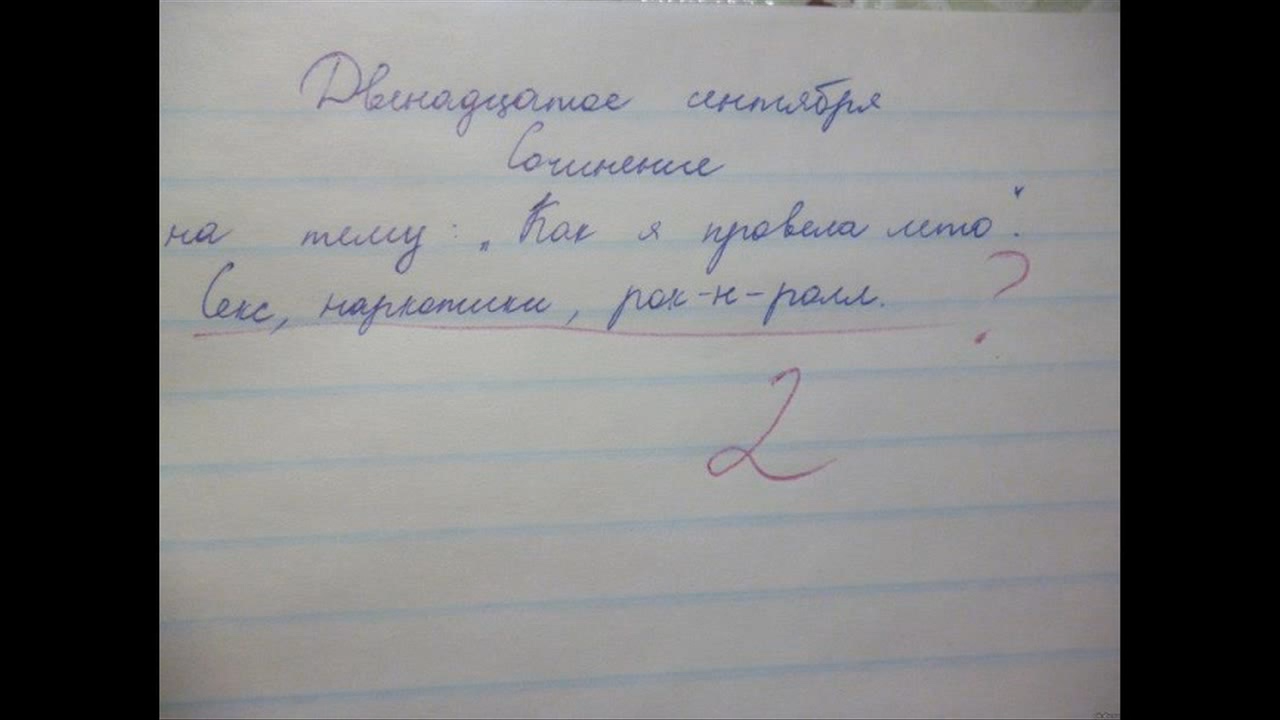 Двенадцатое сентября
Сочинение
на тему: „Как я провела лето".
Секс, наркотики, рок-н-ролл. ?
2